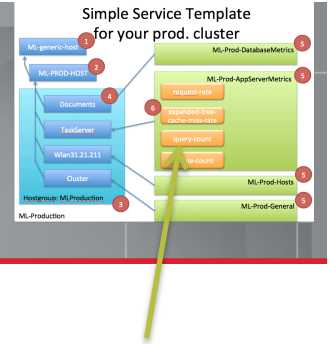 Simple Service Template
for your prod. cluster
ML-generic-host
1
ML-PROD-HOST
2
Documents
4
TaskServer
Wlan31.21.211
Cluster
Hostgroup: MLProduction
3
ML-Production
5
ML-Prod-DatabaseMetrics
5
ML-Prod-AppServerMetrics
request-rate
6
expanded-tree-
cache-miss-rate
query-count
-count
5
ML-Prod-Hosts
5
ML-Prod-General